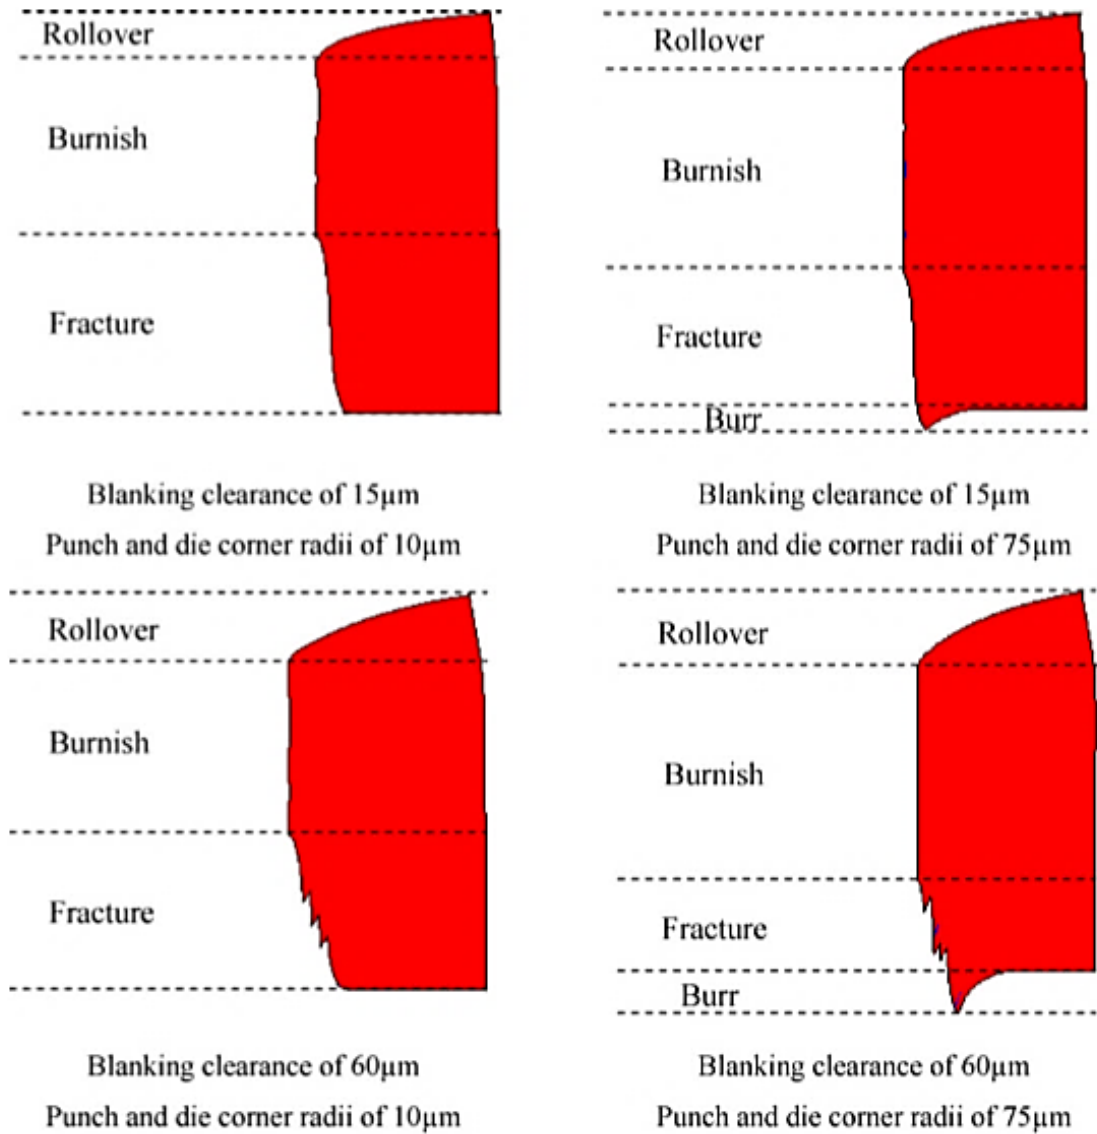 Rollover
Burnish
Fracture
Blanking clearance of 15μm
Punch and die corner radii of 10μm
Rollover
Burnish
Fracture
Burr
Blanking clearance of 15μm
Punch and die corner radii of 75μm
Rollover
Burnish
Fracture
Blanking clearance of 60μm
Punch and die corner radii of 10μm
Rollover
Burnish
Fracture
Burr
Blanking clearance of 60μm
Punch and die corner radii of 75μm